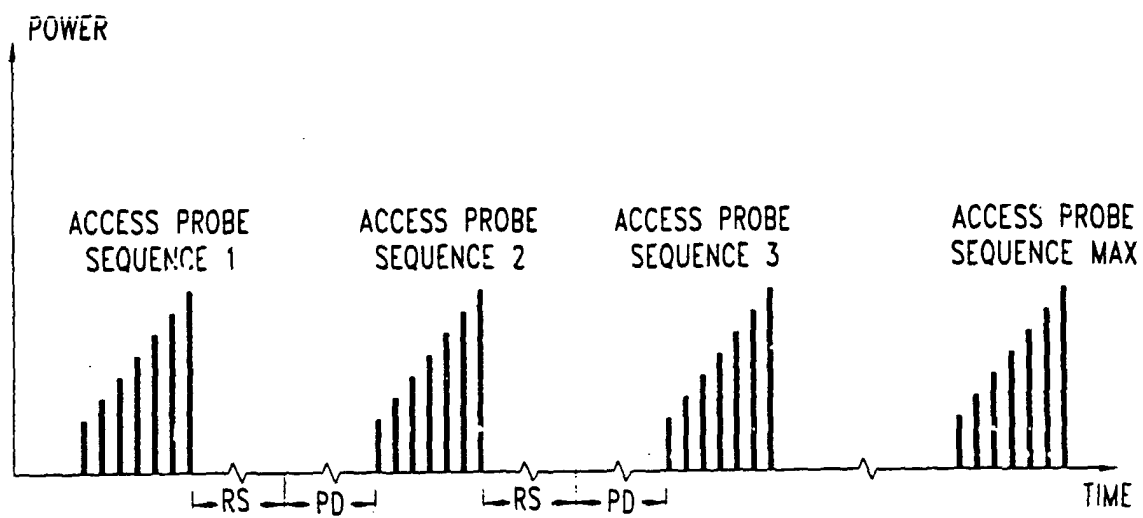 POWER
ACCESS PROBE
SEQUENCE 1
ACCESS PROBE
SEQUENCE 2
ACCESS PROBE
SEQUENCE 3
ACCESS PROBE
SEQUENCE MAX
RS
PD
RS
PD
TIME